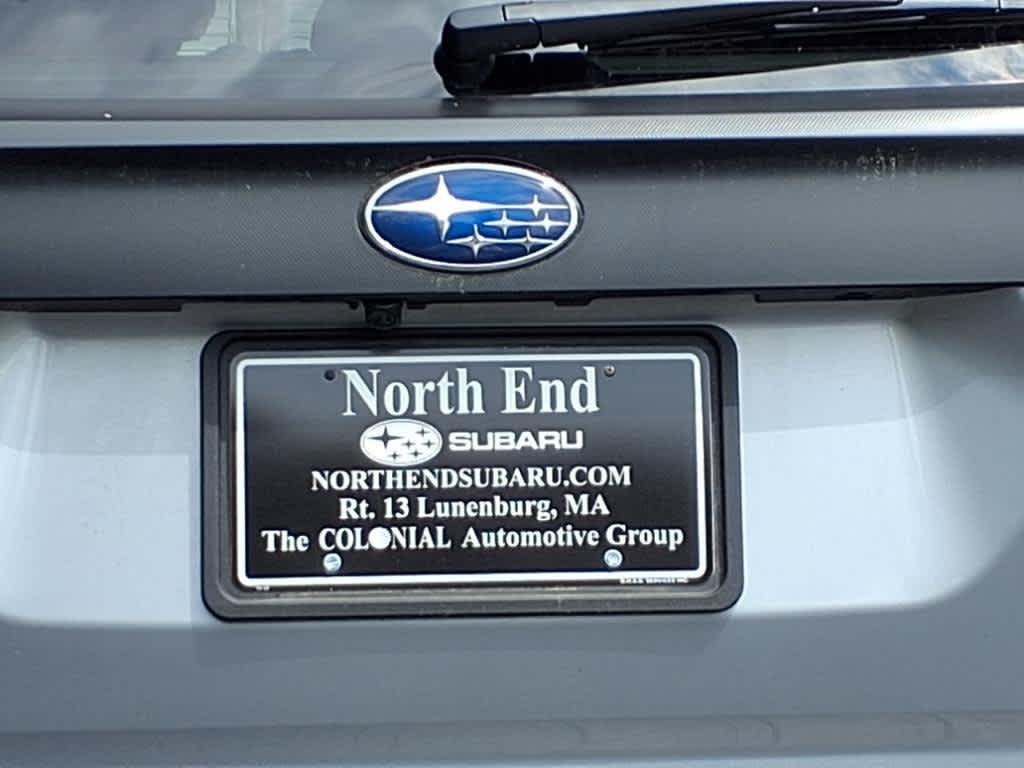 North End
SUBARU
NORTHENDSUBARU.COM
Rt. 13 Lunenburg, MA
The COLONIAL Automotive Group